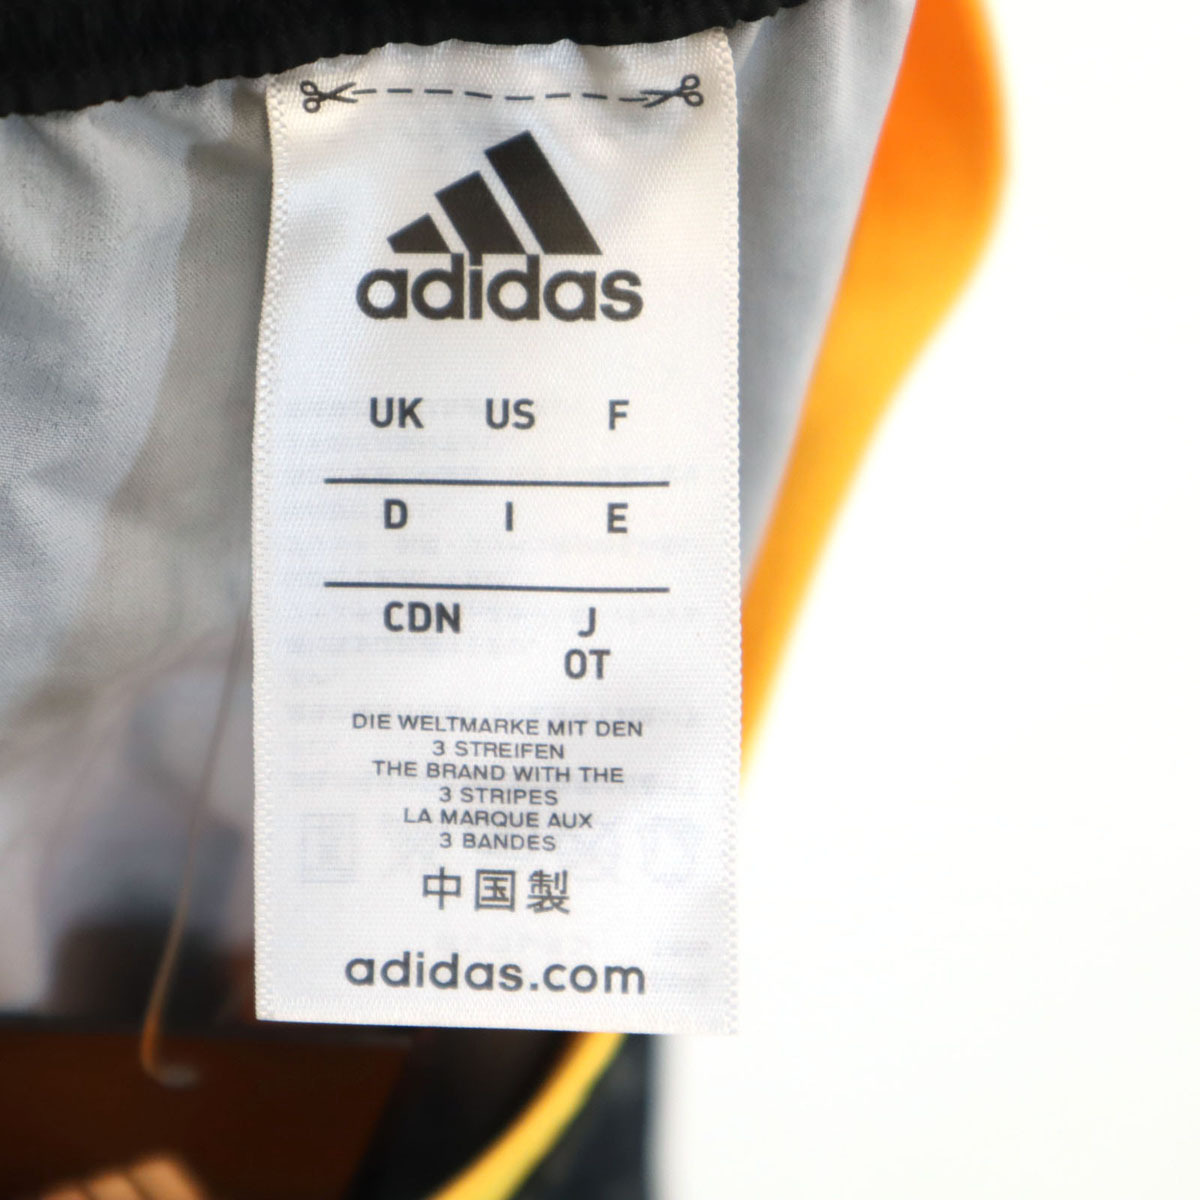 adidas
UK US F
D I E
CDN J
OT
DIE WELTMARKE MIT DEN
3 STREIFEN
THE BRAND WITH THE
3 STRIPES
LA MARQUE AUX
3 BANDES
中国製
adidas.com